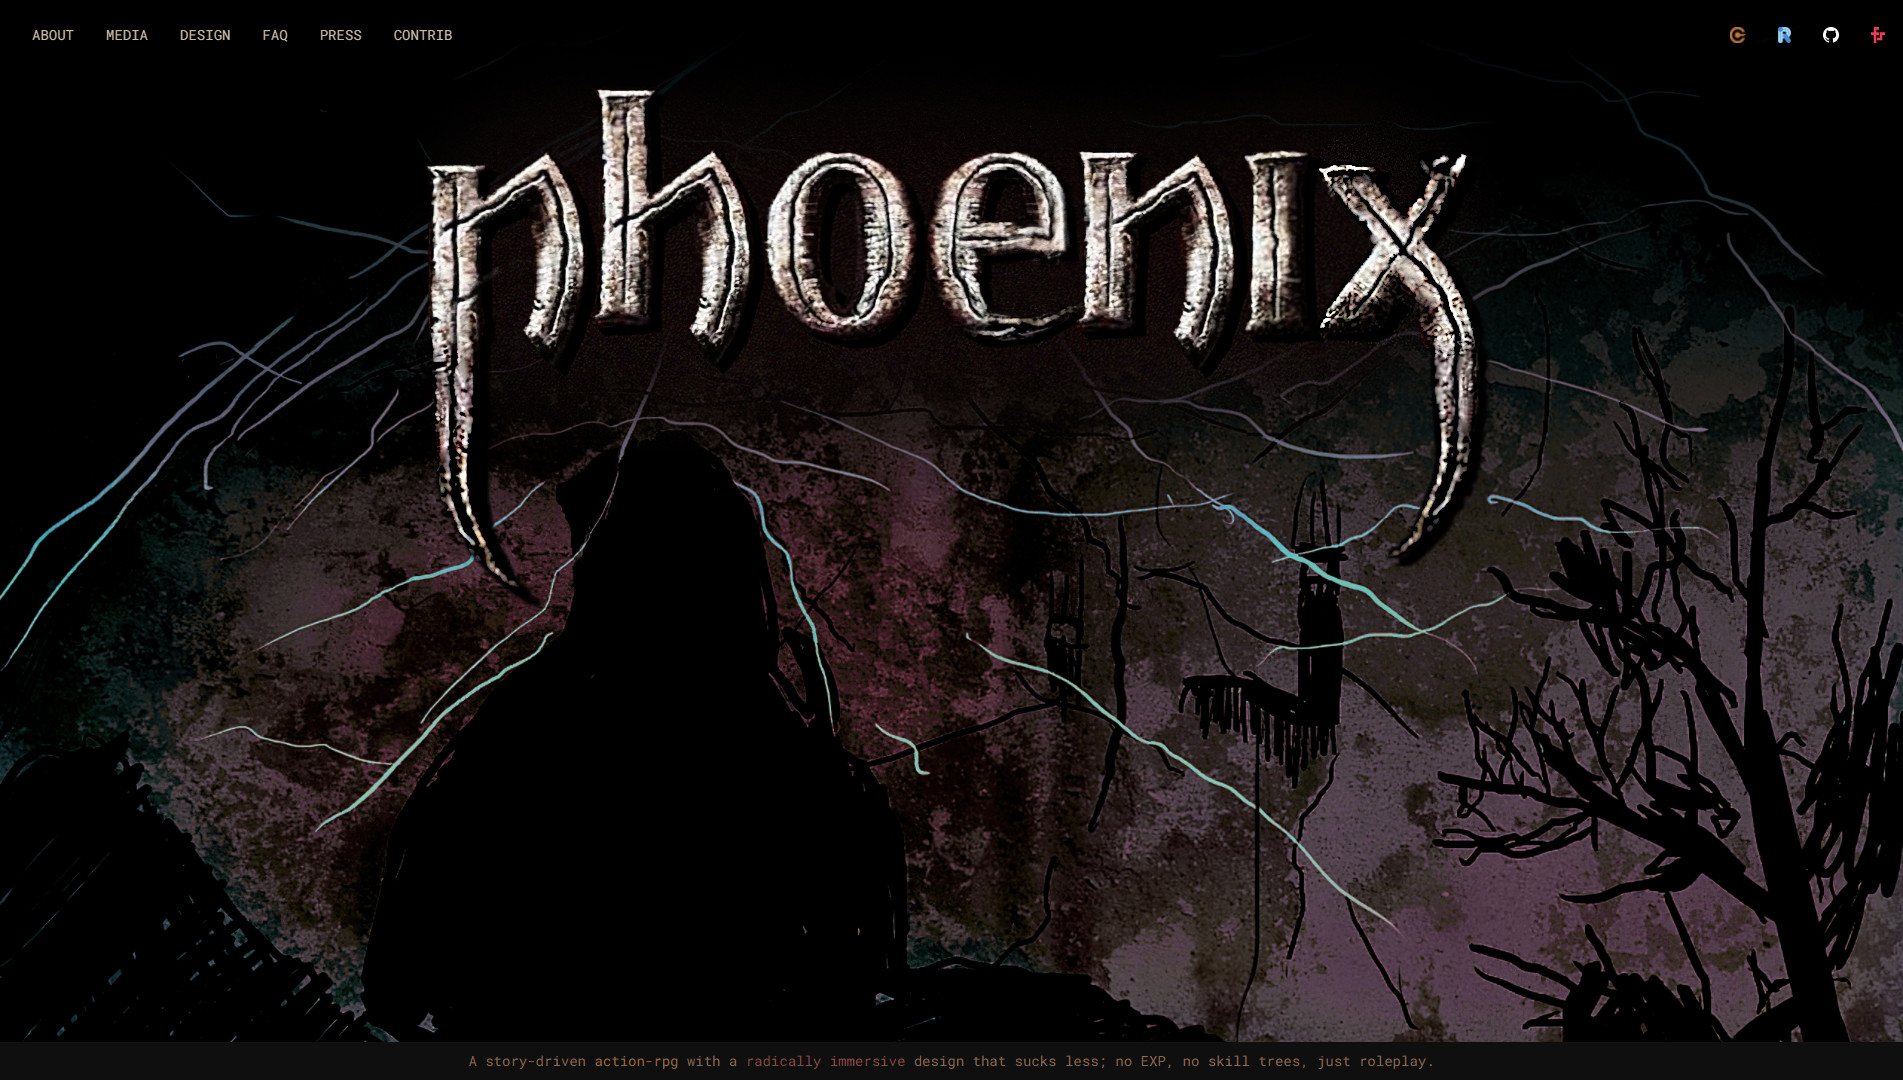 ABOUT MEDIA DESIGN FAQ PRESS CONTRIB
phoenix
A story-driven action-rpg with a radically immersive design that sucks less; no EXP, no skill trees, just roleplay.